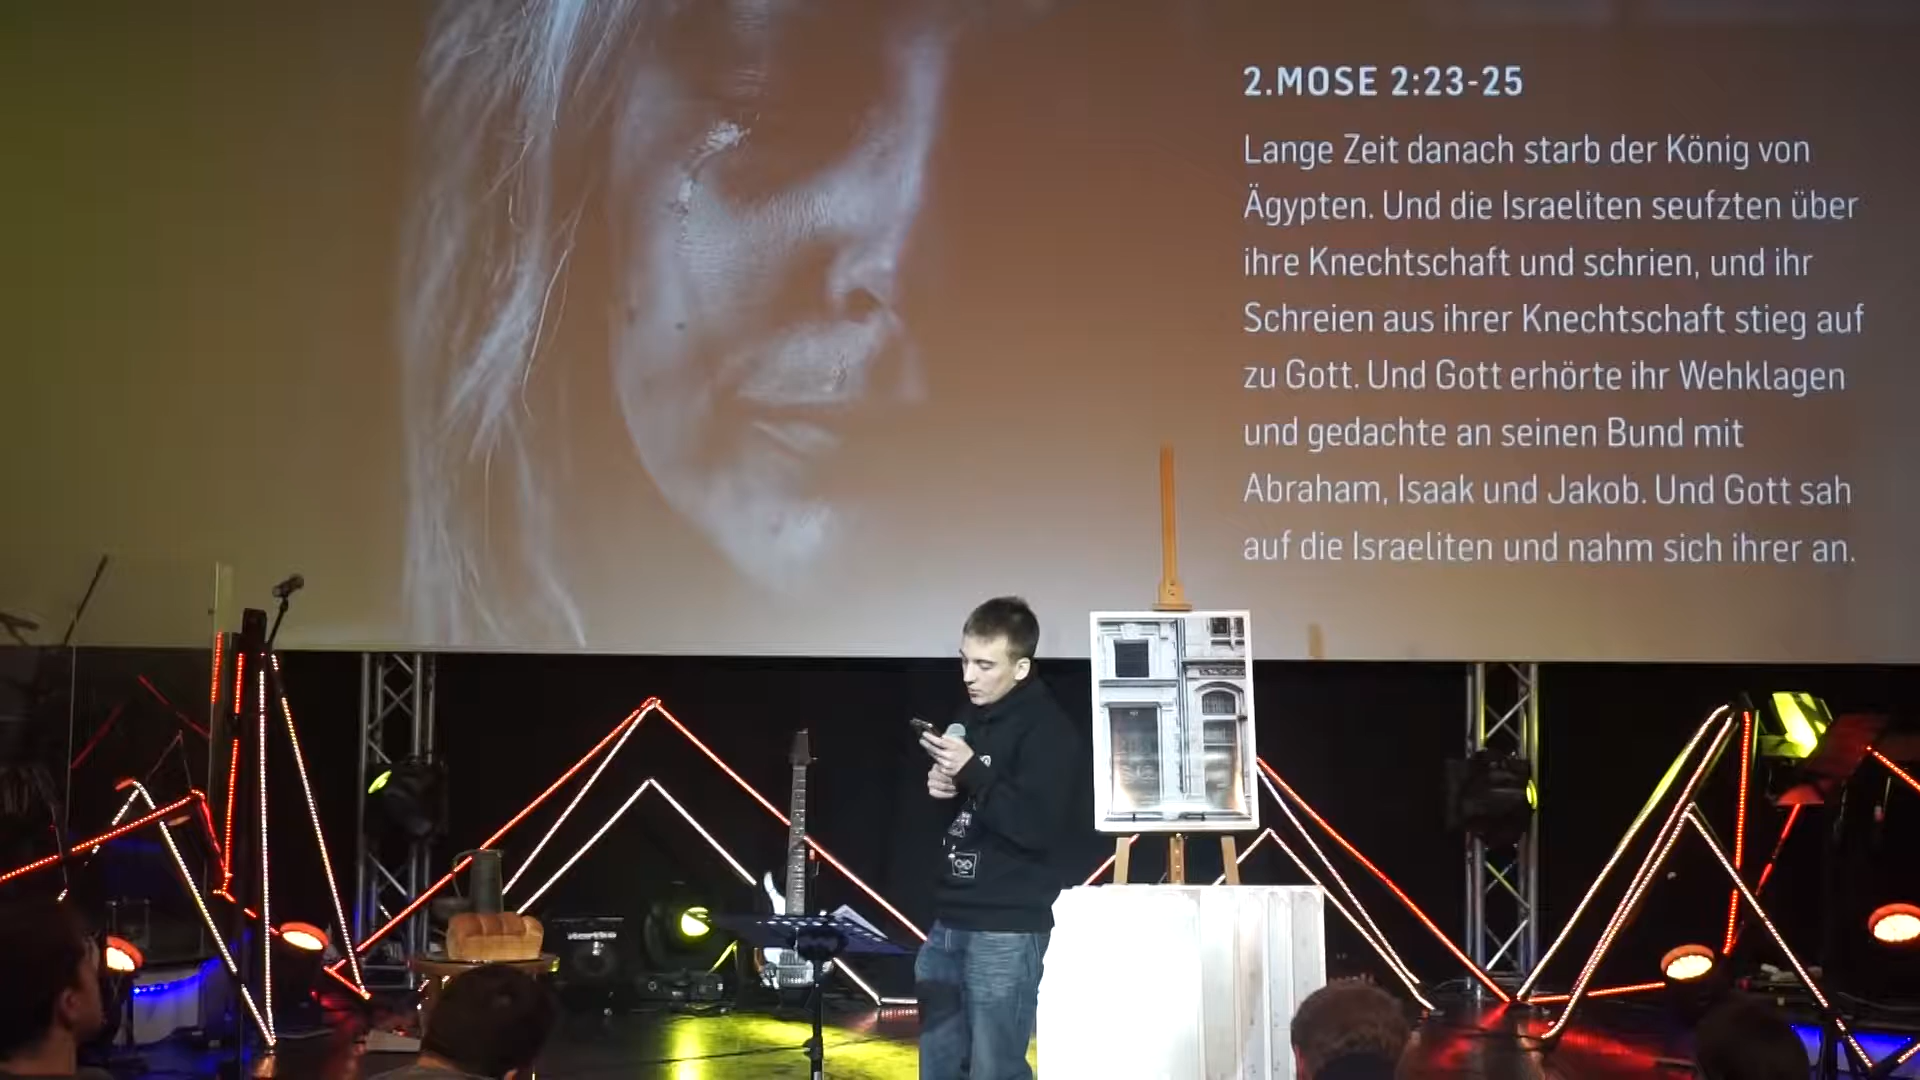 2.MOSE 2:23-25
Lange Zeit danach starb der König von
Ägypten. Und die Israeliten seufzten über
ihre Knechtschaft und schrien, und ihr
Schreien aus ihrer Knechtschaft stieg auf
zu Gott. Und Gott erhörte ihr Wehklagen
und gedachte an seinen Bund mit
Abraham, Isaak und Jakob. Und Gott sah
auf die Israeliten und nahm sich ihrer an.